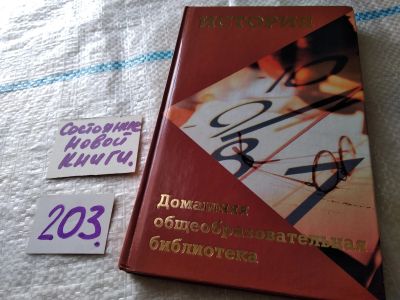 ИСТОРИЯ
Состояние
новой
книги.
203.
Домашняя
общеобразовательная
библиотека